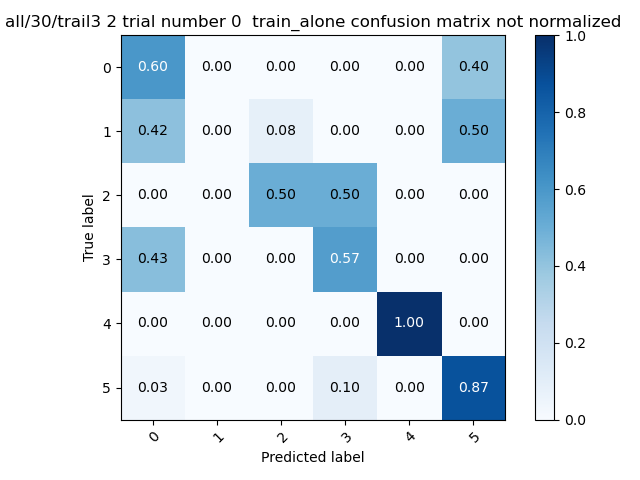 all/30/trail3 2 trial number 0  train_alone confusion matrix not normalized
1.0
0 0.60 0.00 0.00 0.00 0.00 0.40
0.8
1 0.42 0.00 0.08 0.00 0.00 0.50
2 0.00 0.00 0.50 0.50 0.00 0.00
0.6
True label
3 0.43 0.00 0.00 0.57 0.00 0.00
0.4
4 0.00 0.00 0.00 0.00 1.00 0.00
0.2
5 0.03 0.00 0.00 0.10 0.00 0.87
0.0
0 1 2 3 4 5
Predicted label